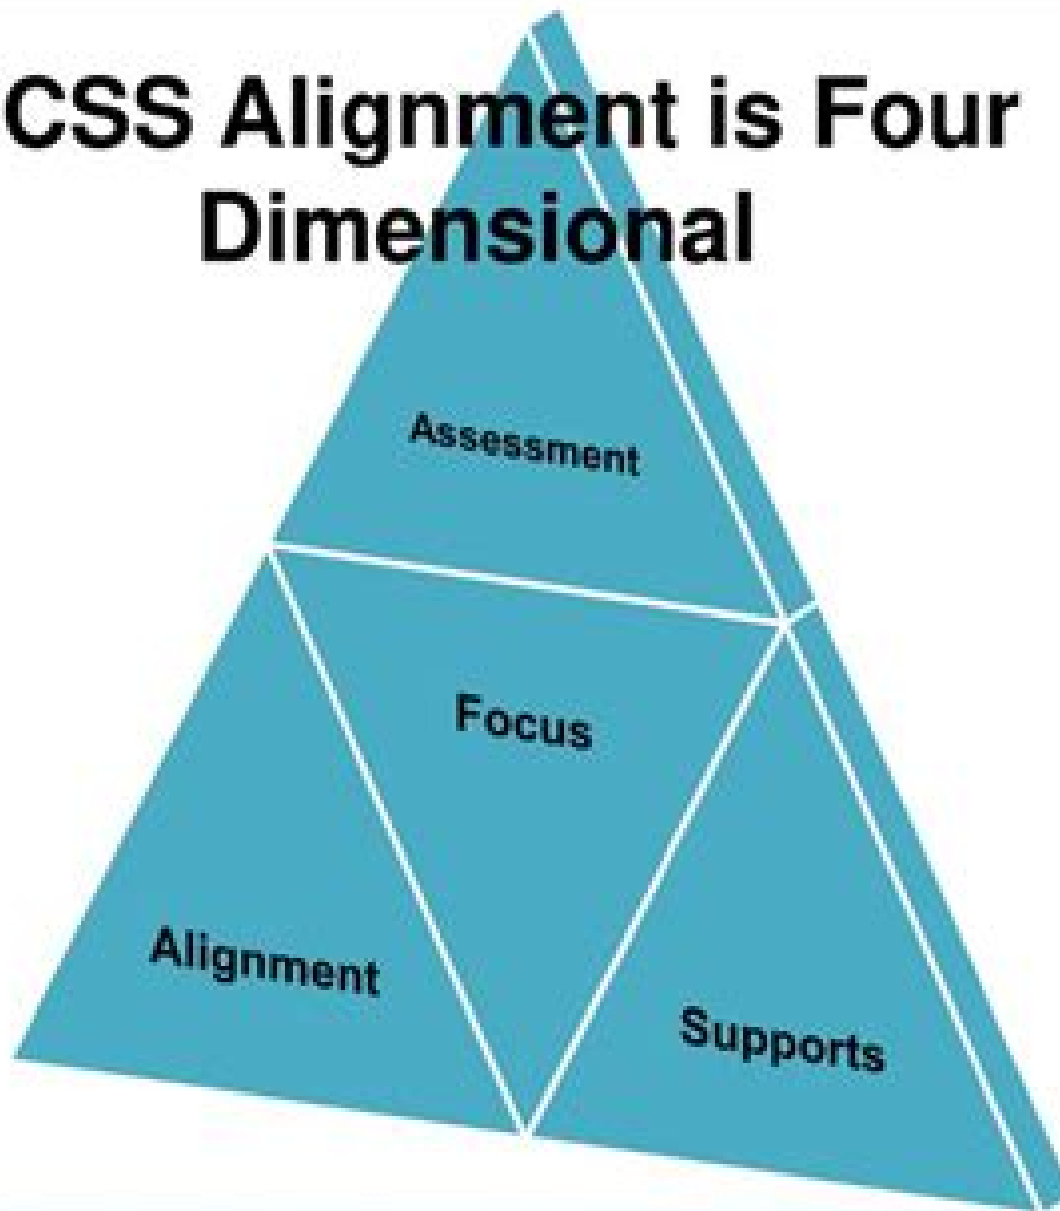 CSS Alignment is Four
Dimensional
Assessment
Focus
Alignment
Supports